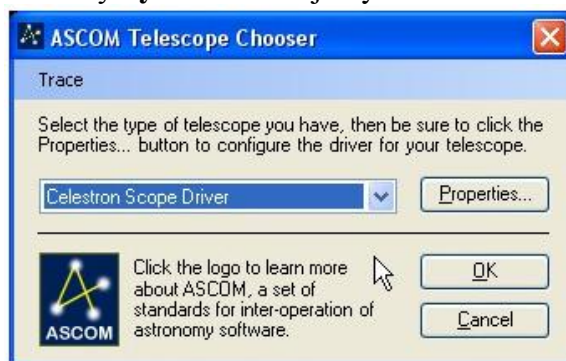 ASCOM Telescope Chooser
Trace
Select the type of telescope you have, then be sure to click the
Properties... button to configure the driver for your telescope.
Celestron Scope Driver
Properties...
Click the logo to learn more
about ASCOM, a set of
standards for inter-operation of
astronomy software.
ASCOM
OK
Cancel